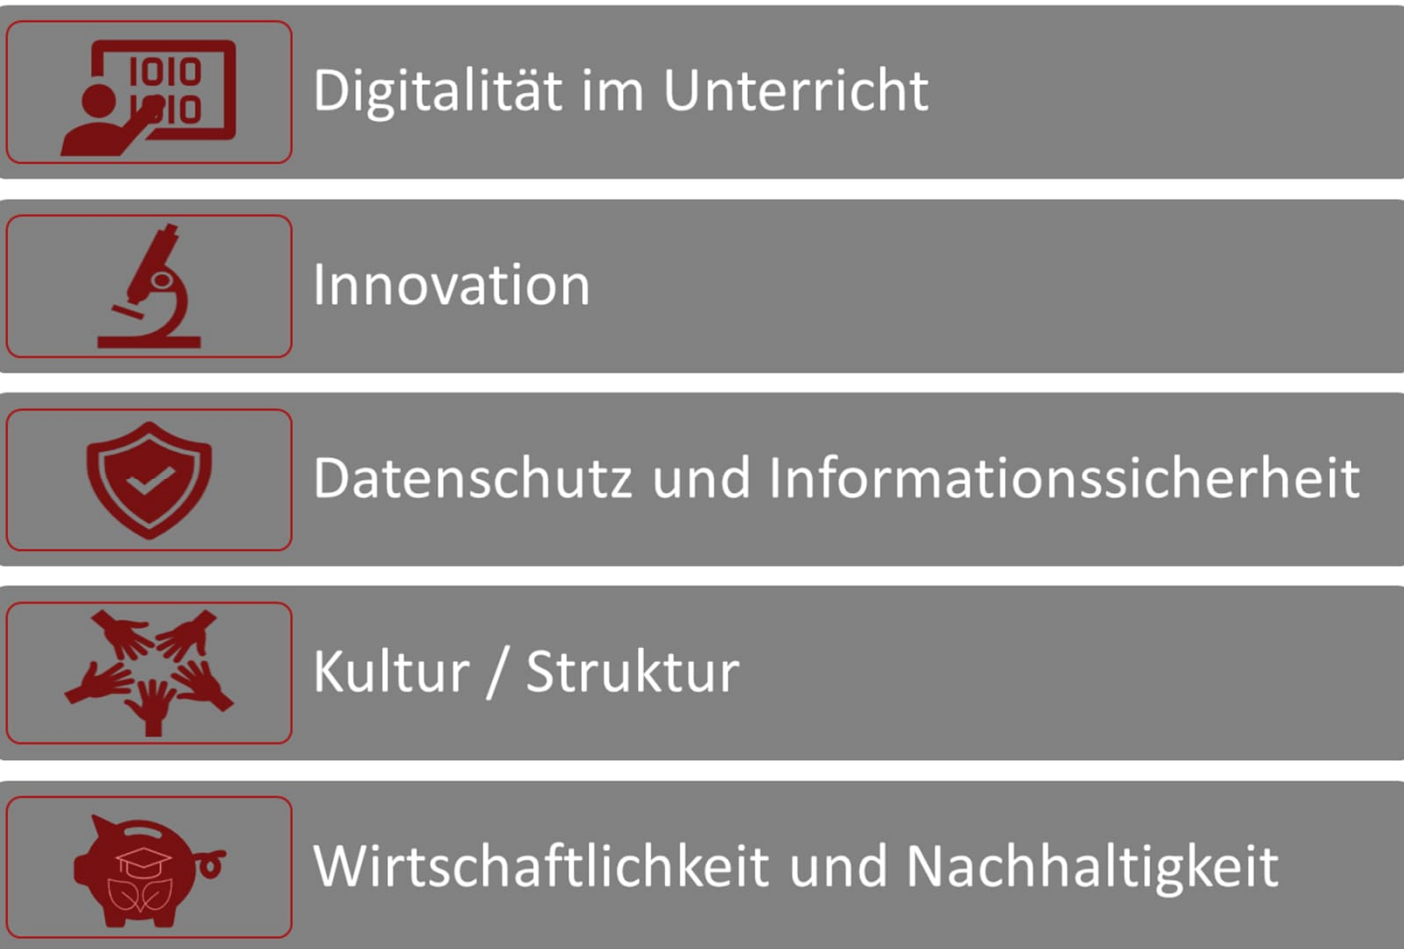 1010
1010
Digitalität im Unterricht
Innovation
Datenschutz und Informationssicherheit
Kultur / Struktur
Wirtschaftlichkeit und Nachhaltigkeit